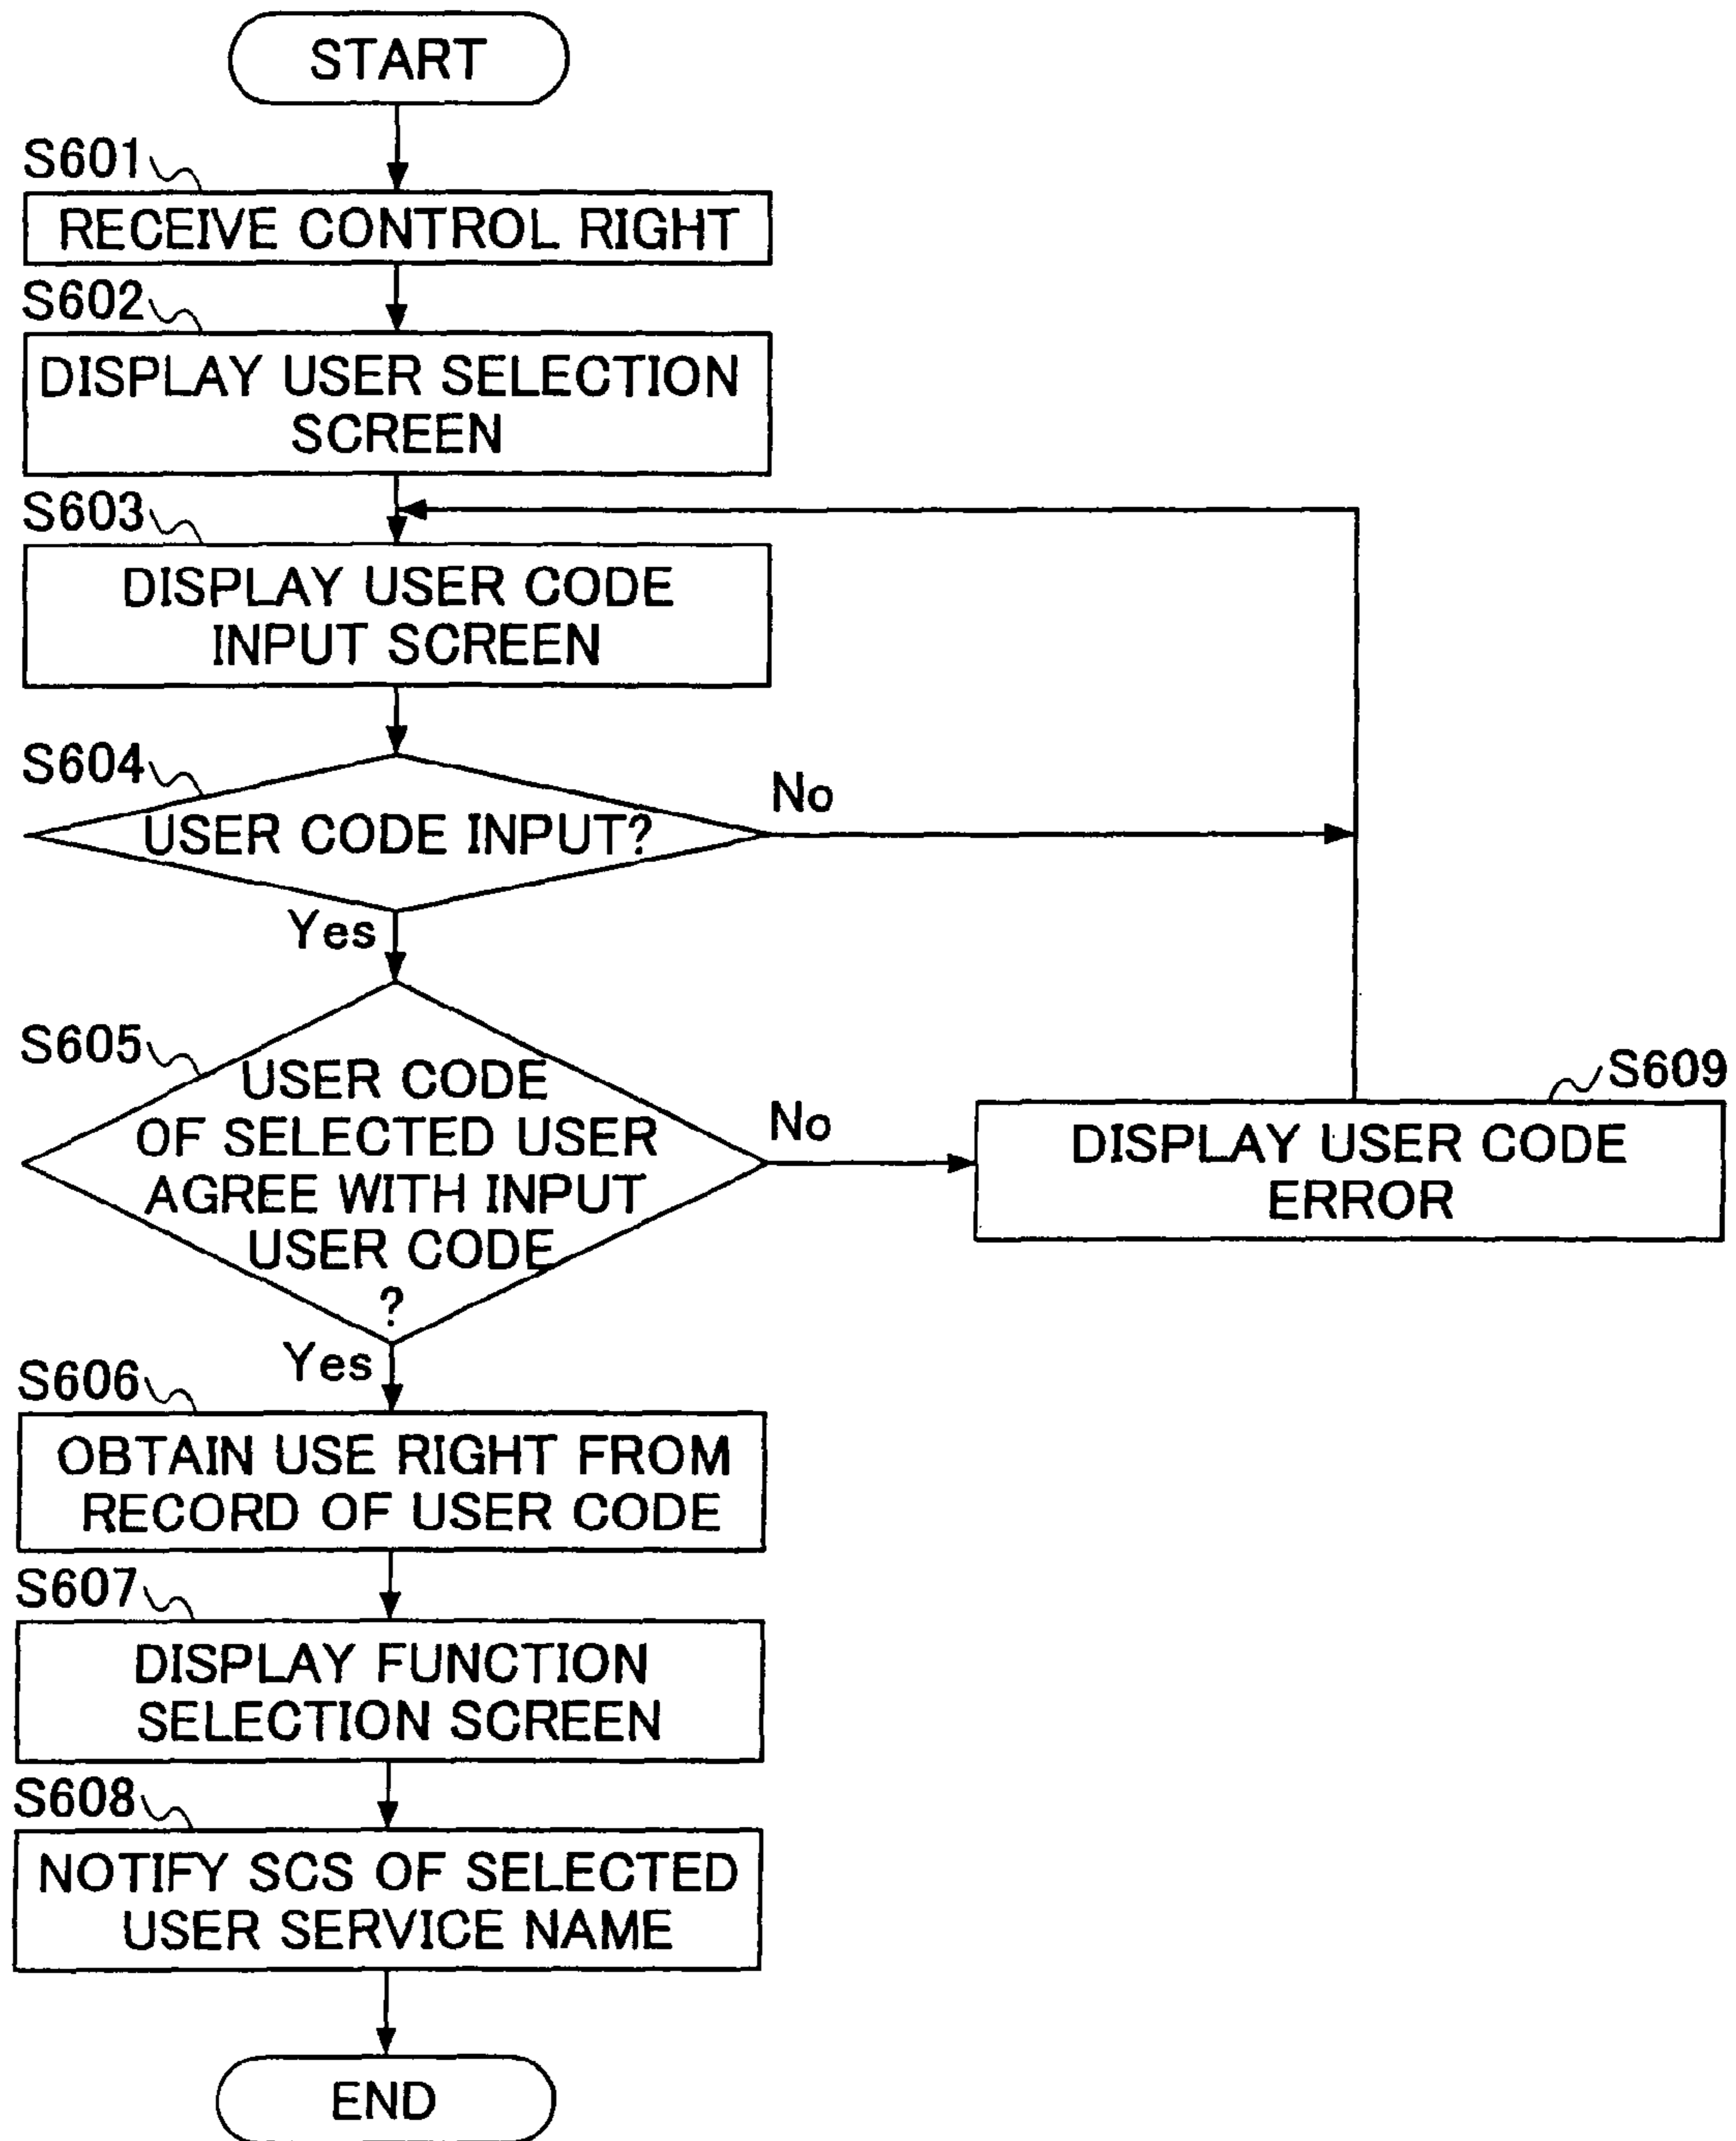 START
S601
RECEIVE CONTROL RIGHT
S602
DISPLAY USER SELECTION
SCREEN
S603
DISPLAY USER CODE
INPUT SCREEN
S604
USER CODE INPUT?
No
Yes
S605
USER CODE
OF SELECTED USER
AGREE WITH INPUT
USER CODE
?
No
S609
DISPLAY USER CODE
ERROR
Yes
S606
OBTAIN USE RIGHT FROM
RECORD OF USER CODE
S607
DISPLAY FUNCTION
SELECTION SCREEN
S608
NOTIFY SCS OF SELECTED
USER SERVICE NAME
END